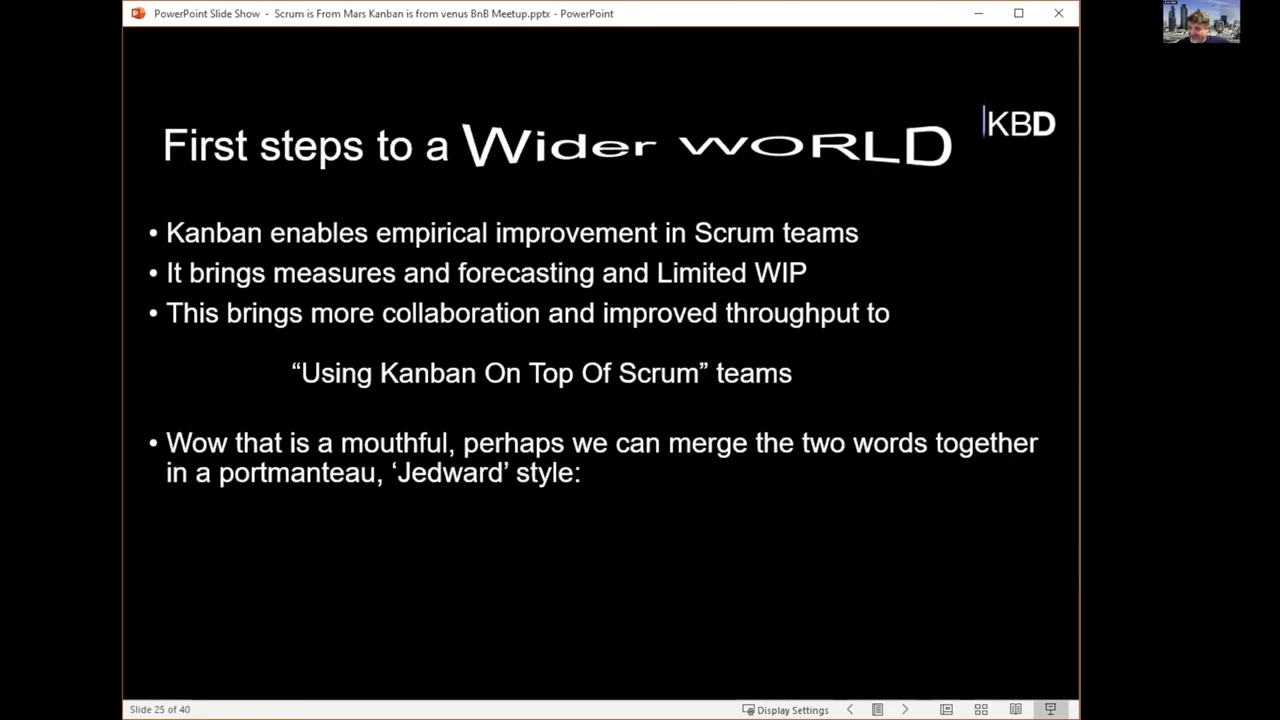 PowerPoint Slide Show - Scrum is From Mars Kanban is from venus BnB Meetup.pptx - PowerPoint
First steps to a Wider WORLD
KBD
• Kanban enables empirical improvement in Scrum teams
• It brings measures and forecasting and Limited WIP
• This brings more collaboration and improved throughput to
“Using Kanban On Top Of Scrum” teams
• Wow that is a mouthful, perhaps we can merge the two words together
in a portmanteau, ‘Jedward’ style:
Slide 25 of 40
Display Settings